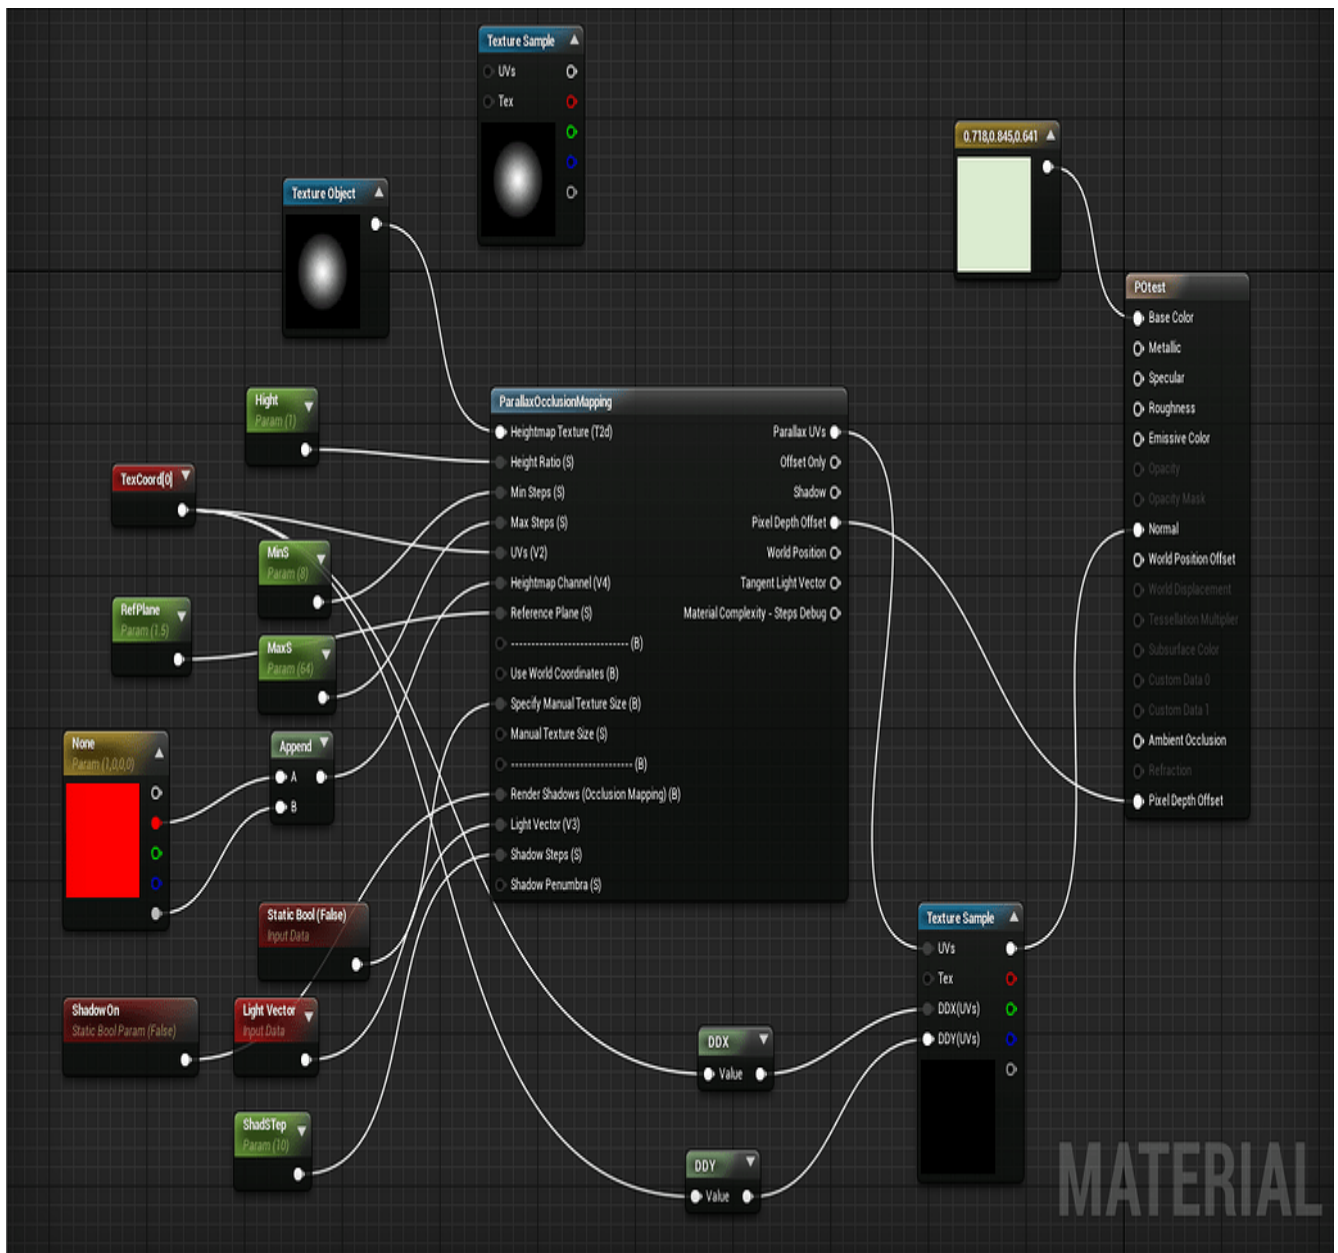 Texture Sample
UVs
Tex
0.718,0.845,0.641
Texture Object
POtest
Base Color
Metallic
Specular
Roughness
Emissive Color
Opacity
Opacity Mask
Normal
World Position Offset
World Displacement
Tessellation Multiplier
Subsurface Color
Custom Data 0
Custom Data 1
Ambient Occlusion
Refraction
Pixel Depth Offset
Hight
Param (1)
TexCoord[0]
MinS
Param (8)
RefPlane
Param (1.5)
MaxS
Param (64)
None
Param (1,0,0,0)
Append
A
B
ParallaxOcclusionMapping
Heightmap Texture (T2d)
Height Ratio (S)
Min Steps (S)
Max Steps (S)
UVs (V2)
Heightmap Channel (V4)
Reference Plane (S)
---------------------------- (B)
Use World Coordinates (B)
Specify Manual Texture Size (B)
Manual Texture Size (S)
----------------------------- (B)
Render Shadows (Occlusion Mapping) (B)
Light Vector (V3)
Shadow Steps (S)
Shadow Penumbra (S)
Parallax UVs
Offset Only
Shadow
Pixel Depth Offset
World Position
Tangent Light Vector
Material Complexity - Steps Debug
Static Bool (False)
Input Data
ShadowOn
Static Bool Param (False)
Light Vector
Input Data
ShadSTep
Param (10)
DDX
Value
DDY
Value
Texture Sample
UVs
Tex
DDX(UVs)
DDY(UVs)
MATERIAL